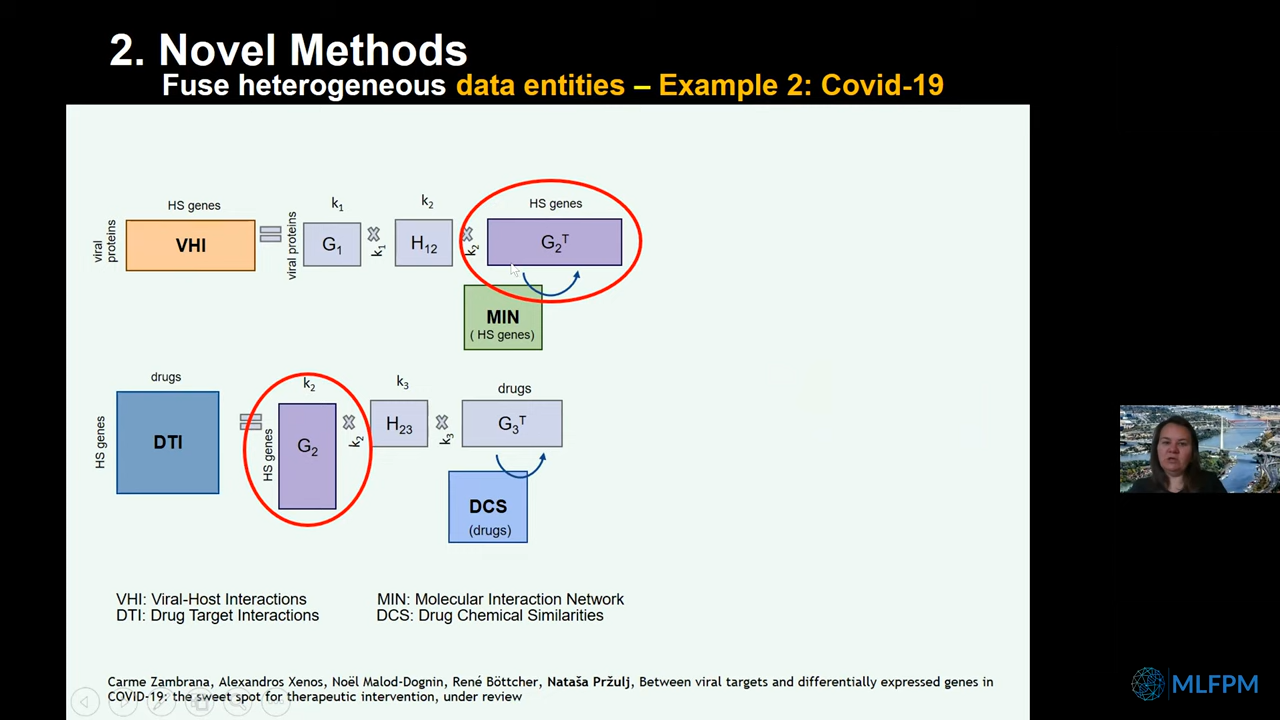 2. Novel Methods
Fuse heterogeneous data entities – Example 2: Covid-19
HS genes
viral proteins
VHI
viral proteins
k1
G1
k1
k2
H12
k2
HS genes
G2T
MIN
( HS genes)
drugs
HS genes
DTI
HS genes
k2
G2
k2
k3
H23
k3
drugs
G3T
DCS
(drugs)
VHI: Viral-Host Interactions
MIN: Molecular Interaction Network
DTI: Drug Target Interactions
DCS: Drug Chemical Similarities
Carme Zambrana, Alexandros Xenos, Noël Malod-Dognin, René Böttcher, Nataša Pržulj, Between viral targets and differentially expressed genes in
COVID-19: the sweet spot for therapeutic intervention, under review
MLFPM